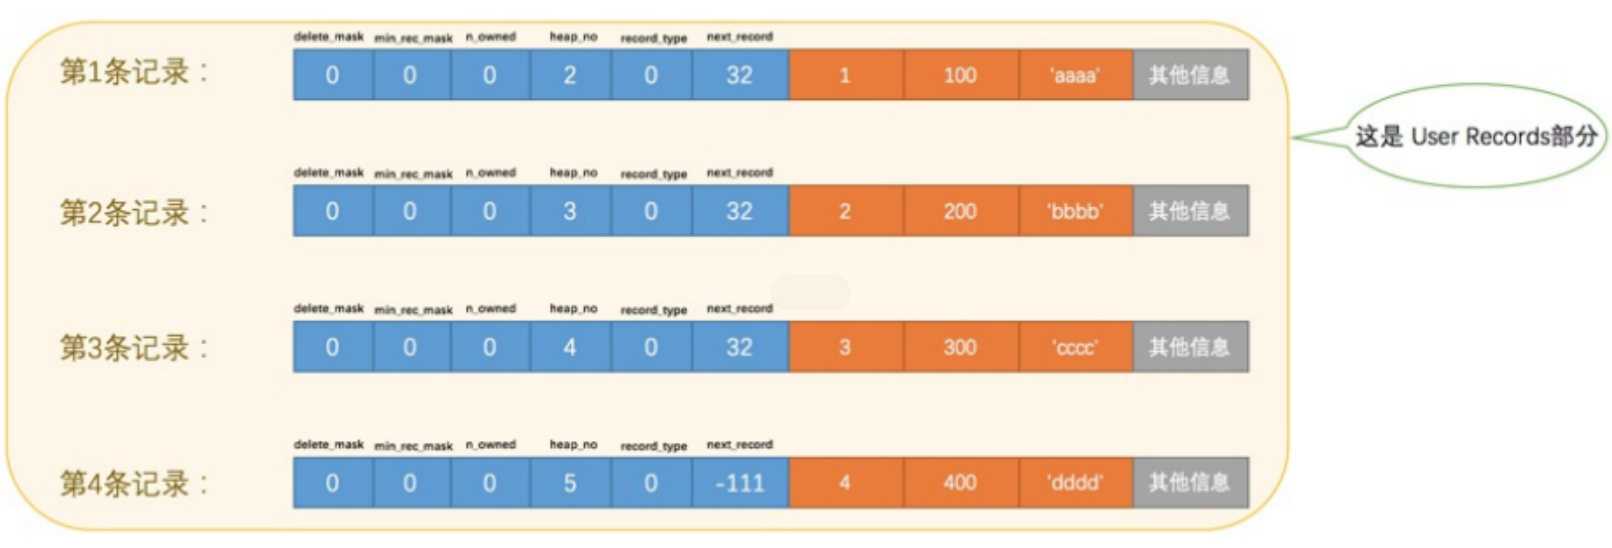 delete_mask min_rec_mask n_owned heap_no record_type next_record
第1条记录： 0 0 0 2 0 32 1 100 'aaaa' 其他信息
这是 User Records部分
delete_mask min_rec_mask n_owned heap_no record_type next_record
第2条记录： 0 0 0 3 0 32 2 200 'bbbb' 其他信息
delete_mask min_rec_mask n_owned heap_no record_type next_record
第3条记录： 0 0 0 4 0 32 3 300 'cccc' 其他信息
delete_mask min_rec_mask n_owned heap_no record_type next_record
第4条记录： 0 0 0 5 0 -111 4 400 'dddd' 其他信息